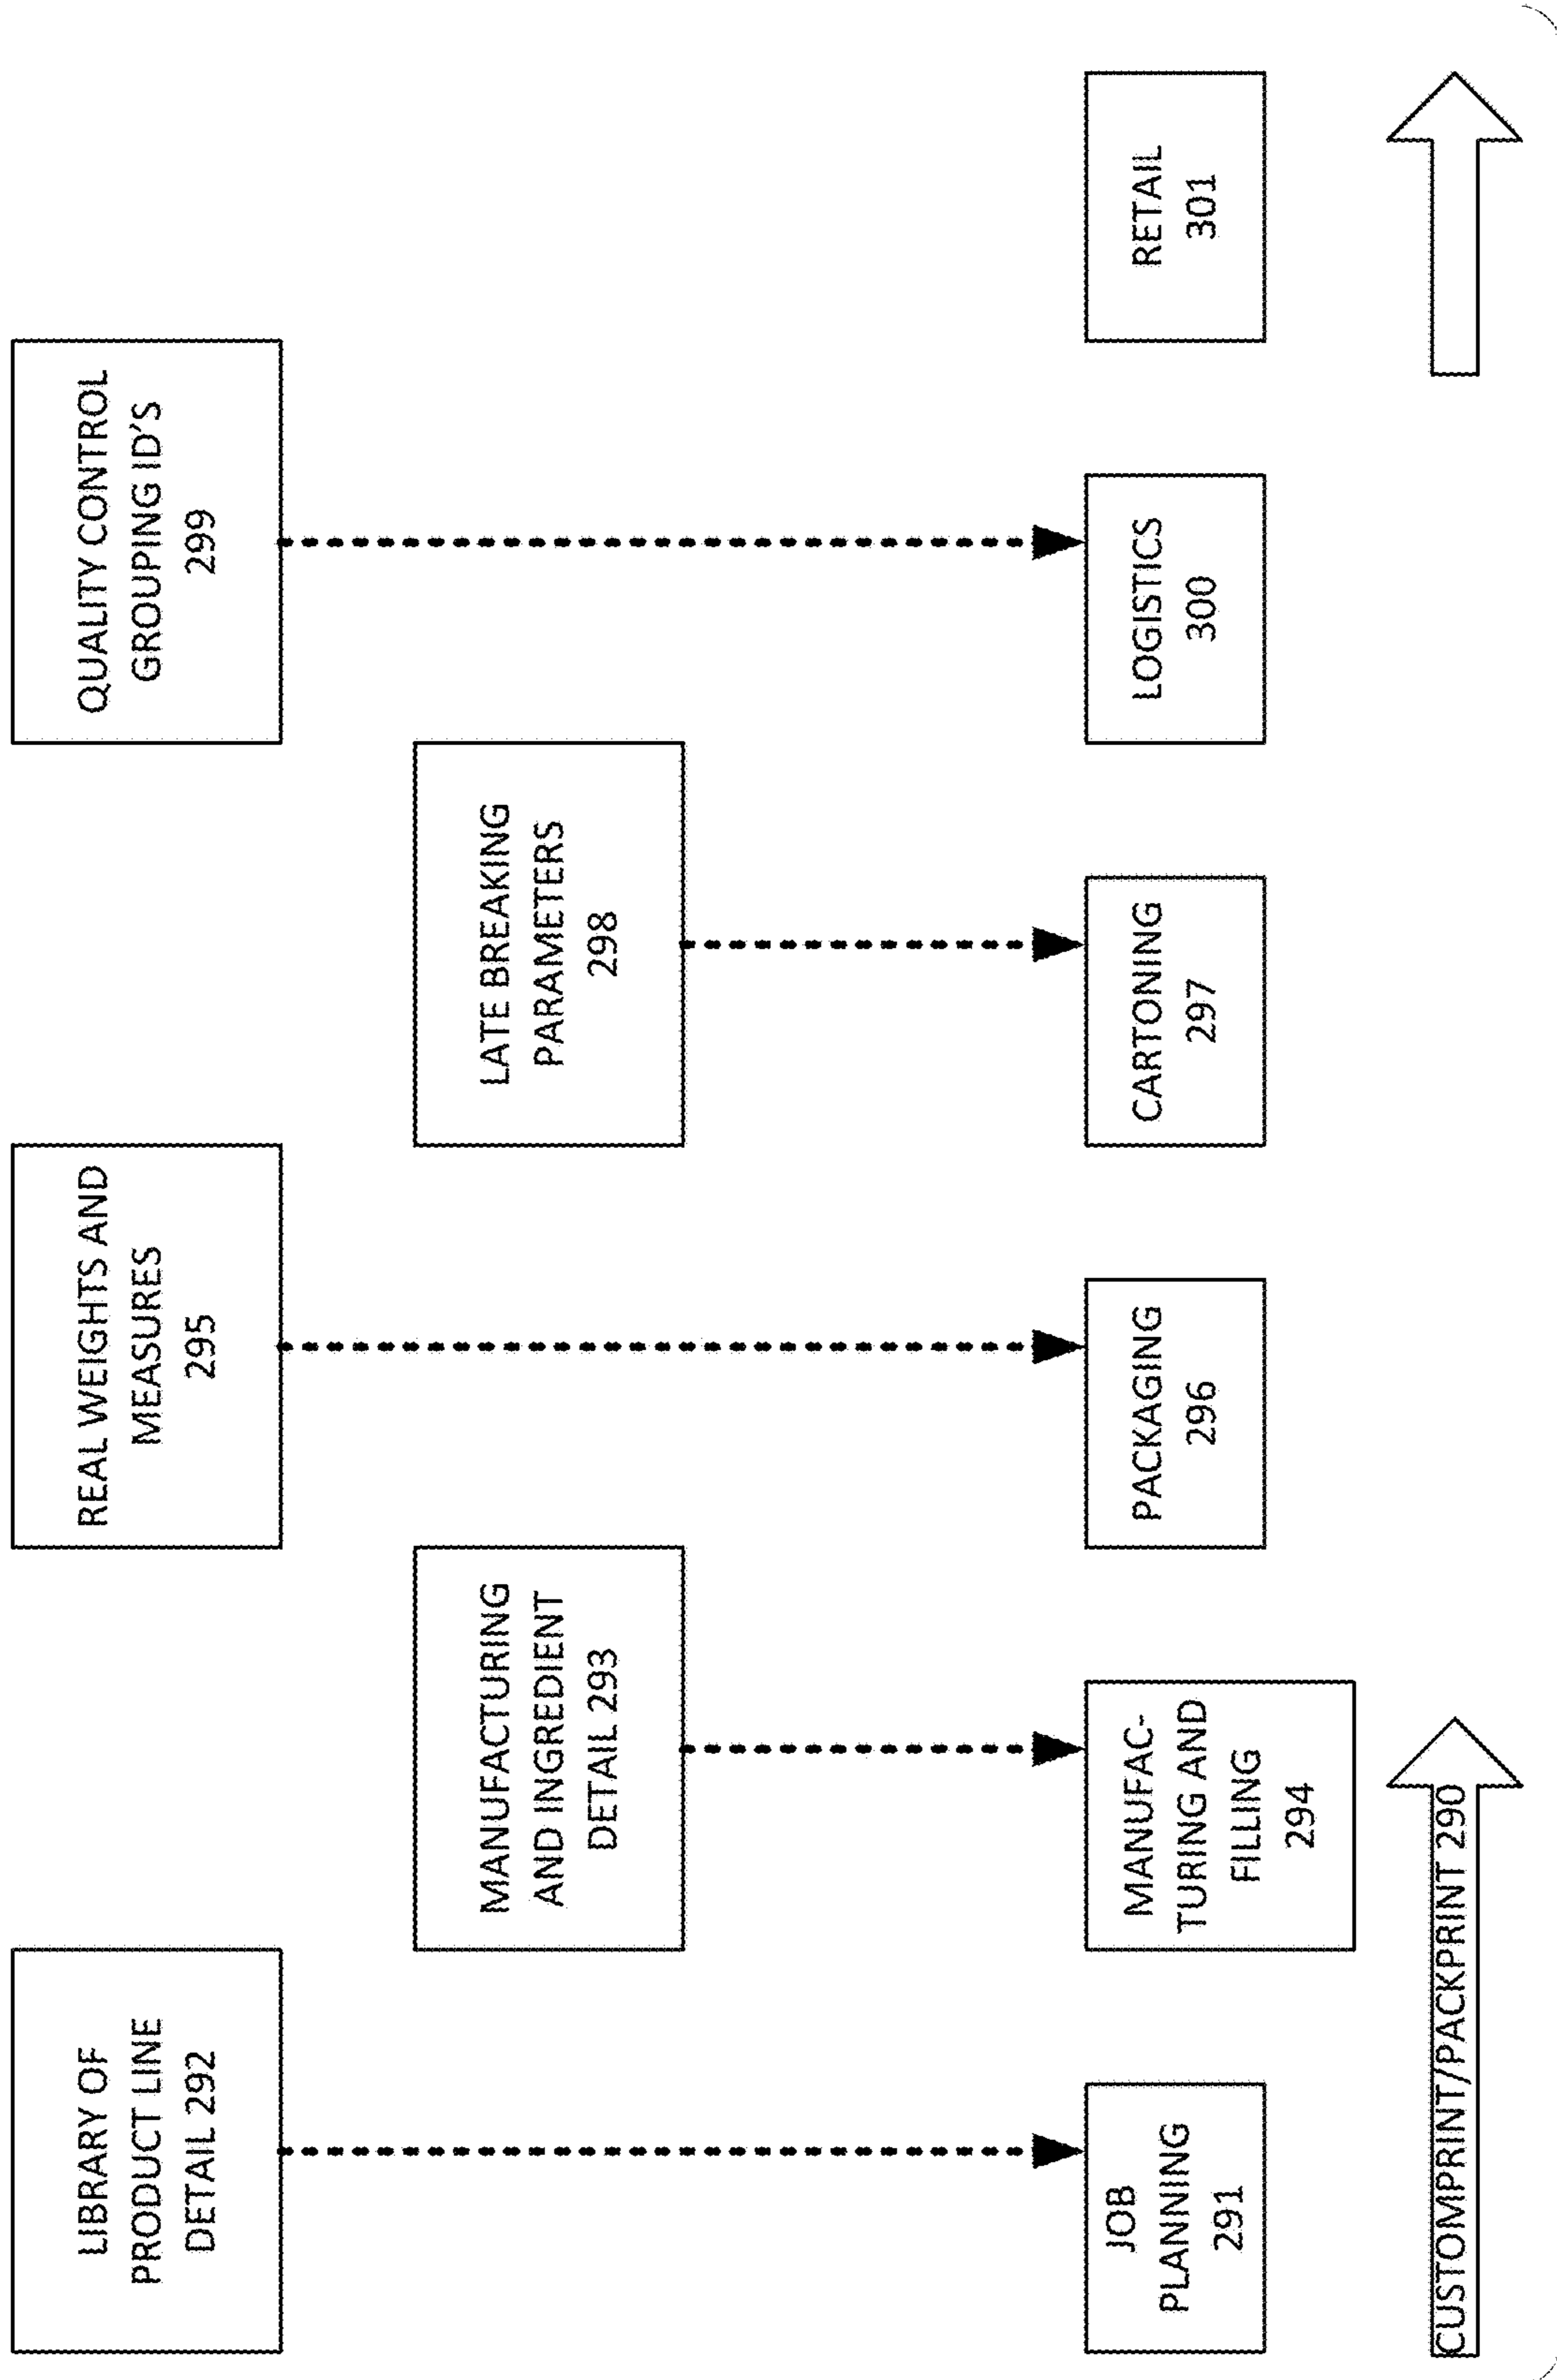 LIBRARY OF
PRODUCT LINE
DETAIL 292
REAL WEIGHTS AND
MEASURES
295
QUALITY CONTROL
GROUPING ID'S
299
MANUFACTURING
AND INGREDIENT
DETAIL 293
LATE BREAKING
PARAMETERS
298
JOB
PLANNING
291
MANUFAC-
TURING AND
FILLING
294
PACKAGING
296
CARTONING
297
LOGISTICS
300
RETAIL
301
CUSTOMPRINT/PACKPRINT 290